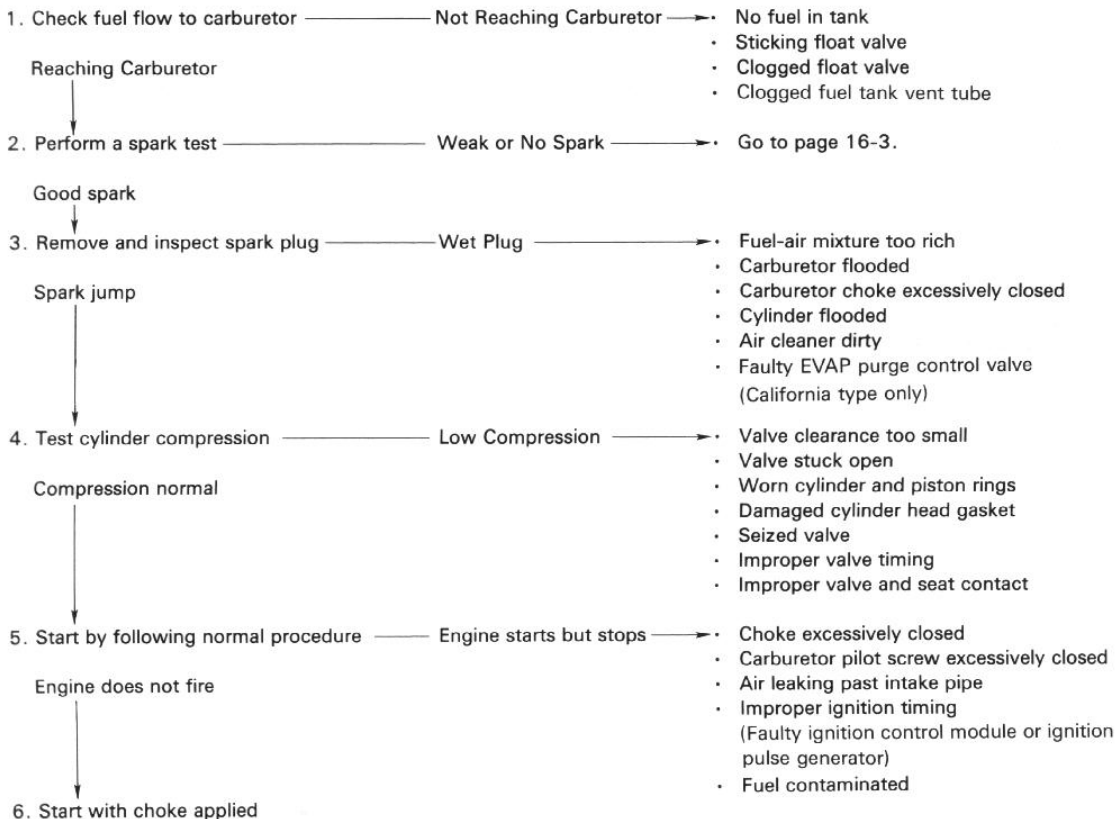 1. Check fuel flow to carburetor Not Reaching Carburetor · No fuel in tank
· Sticking float valve
Reaching Carburetor · Clogged float valve
· Clogged fuel tank vent tube
2. Perform a spark test Weak or No Spark · Go to page 16-3.
Good spark
3. Remove and inspect spark plug Wet Plug · Fuel-air mixture too rich
· Carburetor flooded
Spark jump · Carburetor choke excessively closed
· Cylinder flooded
· Air cleaner dirty
· Faulty EVAP purge control valve
(California type only)
4. Test cylinder compression Low Compression · Valve clearance too small
· Valve stuck open
Compression normal · Worn cylinder and piston rings
· Damaged cylinder head gasket
· Seized valve
· Improper valve timing
· Improper valve and seat contact
5. Start by following normal procedure Engine starts but stops · Choke excessively closed
· Carburetor pilot screw excessively closed
Engine does not fire · Air leaking past intake pipe
· Improper ignition timing
(Faulty ignition control module or ignition
pulse generator)
· Fuel contaminated
6. Start with choke applied